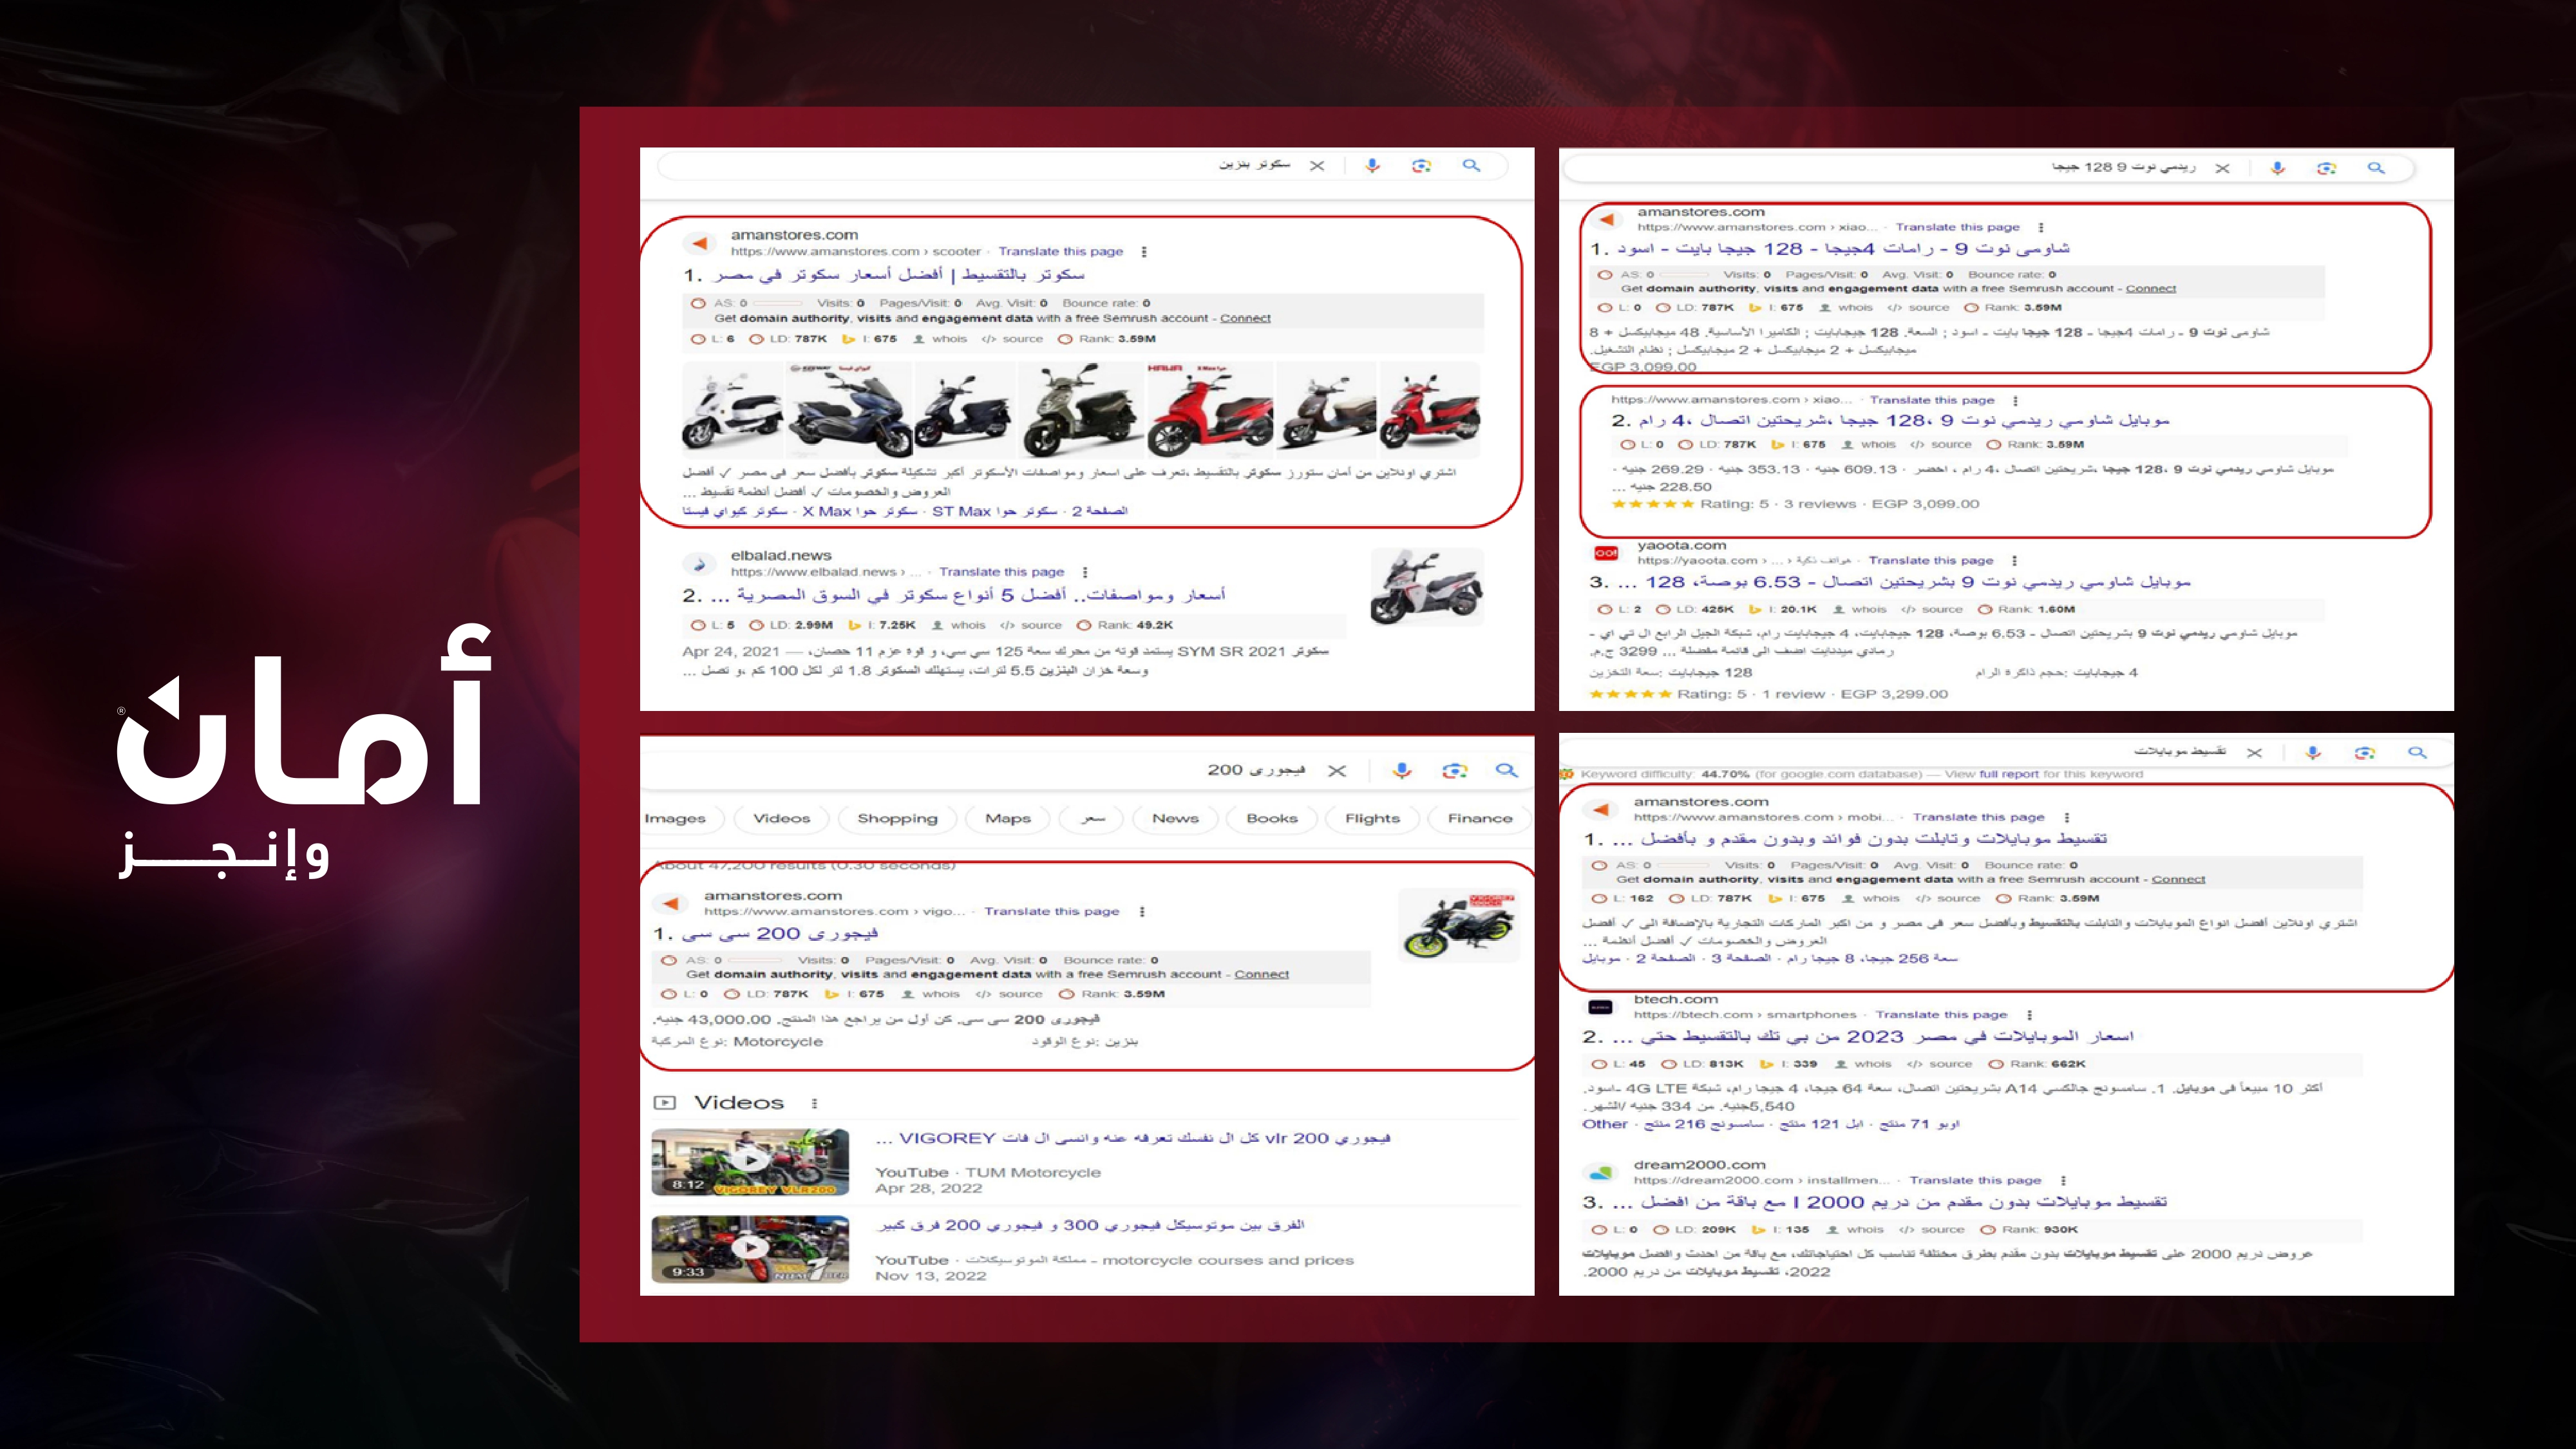 أمان
®
وإنجز
سكوتر بنزين
amanstores.com
https://www.amanstores.com › scooter · Translate this page
1. سكوتر بالتقسيط | أفضل أسعار سكوتر في مصر
AS: 0 Visits: 0 Pages/Visit: 0 Avg. Visit: 0 Bounce rate: 0
Get domain authority, visits and engagement data with a free Semrush account - Connect
L: 6 LD: 787K I: 675 whois </> source Rank: 3.59M
اشتري اونلاين من أمان ستورز سكوتر بالتقسيط ،تعرف على اسعار ومواصفات الأسكوتر أكبر تشكيلة سكوتر بأفضل سعر فى مصر ✓ أفضل
العروض والخصومات ✓ أفضل أنظمة تقسيط ...
الصفحة 2 · سكوتر حوا ST Max · سكوتر حوا X Max · سكوتر كيواي فيستا
elbalad.news
https://www.elbalad.news › ... · Translate this page
2. أسعار ومواصفات.. أفضل 5 أنواع سكوتر في السوق المصرية ...
L: 5 LD: 2.99M I: 7.25K whois </> source Rank: 49.2K
Apr 24, 2021 — سكوتر SYM SR 2021 يستمد قوته من محرك سعة 125 سي سي، و قوة عزم 11 حصان،
وسعة خزان البنزين 5.5 لترات، يستهلك السكوتر 1.8 لتر لكل 100 كم ،و تصل ...
ريدمي نوت 9 128 جيجا
amanstores.com
https://www.amanstores.com › xiao... · Translate this page
1. شاومى نوت 9 - رامات 4جيجا - 128 جيجا بايت - اسود
AS: 0 Visits: 0 Pages/Visit: 0 Avg. Visit: 0 Bounce rate: 0
Get domain authority, visits and engagement data with a free Semrush account - Connect
L: 0 LD: 787K I: 675 whois </> source Rank: 3.59M
شاومى نوت 9 - رامات 4جيجا - 128 جيجا بايت - اسود ; السعة. 128 جيجابايت ; الكاميرا الأساسية. 48 ميجابيكسل + 8
ميجابيكسل + 2 ميجابيكسل + 2 ميجابيكسل ; نظام التشغيل.
EGP 3,099.00
https://www.amanstores.com › xiao... · Translate this page
2. موبايل شاومي ريدمي نوت 9 ،128 جيجا ،شريحتين اتصال ،4 رام
L: 0 LD: 787K I: 675 whois </> source Rank: 3.59M
موبايل شاومي ريدمي نوت 9 ،128 جيجا ،شريحتين اتصال ،4 رام ، اخضر · 609.13 جنيه · 353.13 جنيه · 269.29 جنيه ·
228.50 جنيه ...
★★★★★ Rating: 5 · 3 reviews · EGP 3,099.00
yaoota.com
https://yaoota.com › ... › هواتف ذكية · Translate this page
3. موبايل شاومي ريدمي نوت 9 بشريحتين اتصال - 6.53 بوصة، 128 ...
L: 2 LD: 425K I: 20.1K whois </> source Rank: 1.60M
موبايل شاومي ريدمي نوت 9 بشريحتين اتصال - 6.53 بوصة، 128 جيجابايت، 4 جيجابايت رام، شبكة الجيل الرابع ال تي اي -
رمادي ميدنايت اضف الى قائمة مفضلة ... 3299 ج.م.
4 جيجابايت :حجم ذاكرة الرام
128 جيجابايت :سعة التخزين
★★★★★ Rating: 5 · 1 review · EGP 3,299.00
فيجورى 200
Images Videos Shopping Maps سعر News Books Flights Finance
About 47,200 results (0.30 seconds)
amanstores.com
https://www.amanstores.com › vigo... · Translate this page
1. فيجورى 200 سى سى
AS: 0 Visits: 0 Pages/Visit: 0 Avg. Visit: 0 Bounce rate: 0
Get domain authority, visits and engagement data with a free Semrush account - Connect
L: 0 LD: 787K I: 675 whois </> source Rank: 3.59M
فيجورى 200 سى سى. كن أول من يراجع هذا المنتج. 43,000.00 جنيه.
نوع المركبة: Motorcycle
بنزين :نوع الوقود
Videos
فيجوري 200 vlr كل ال نفسك تعرفه عنه وانسى ال فات VIGOREY ...
8:12
VIGOREY VLR200
YouTube · TUM Motorcycle
Apr 28, 2022
الفرق بين موتوسيكل فيجوري 300 و فيجوري 200 فرق كبير
9:33
YouTube · مملكة الموتوسيكلات - motorcycle courses and prices
Nov 13, 2022
تقسيط موبايلات
Keyword difficulty: 44.70% (for google.com database) — View full report for this keyword
amanstores.com
https://www.amanstores.com › mobi... · Translate this page
1. تقسيط موبايلات وتابلت بدون فوائد وبدون مقدم و بأفضل ...
AS: 0 Visits: 0 Pages/Visit: 0 Avg. Visit: 0 Bounce rate: 0
Get domain authority, visits and engagement data with a free Semrush account - Connect
L: 162 LD: 787K I: 675 whois </> source Rank: 3.59M
اشتري اونلاين أفضل انواع الموبايلات والتابلت بالتقسيط وبأفضل سعر فى مصر و من اكبر الماركات التجارية بالإضافة الى ✓ أفضل
العروض والخصومات ✓ أفضل أنظمة ...
سعة 256 جيجا، 8 جيجا رام · الصفحة 3 · الصفحة 2 · موبايل
btech.com
https://btech.com › smartphones · Translate this page
2. اسعار الموبايلات في مصر 2023 من بي تك بالتقسيط حتي ...
L: 45 LD: 813K I: 339 whois </> source Rank: 662K
أكثر 10 مبيعاً في موبايل. 1. سامسونج جالكسي A14 بشريحتين اتصال، سعة 64 جيجا، 4 جيجا رام، شبكة 4G LTE -اسود.
5,540جنيه. من 334 جنيه /الشهر.
اوبو 71 منتج · ابل 121 منتج · سامسونج 216 منتج · Other
dream2000.com
https://dream2000.com › installmen... · Translate this page
3. تقسيط موبايلات بدون مقدم من دريم 2000 | مع باقة من افضل ...
L: 0 LD: 209K I: 135 whois </> source Rank: 930K
عروض دريم 2000 على تقسيط موبايلات بدون مقدم بطرق مختلفة تناسب كل احتياجاتك، مع باقة من احدث وافضل موبايلات
2022، تقسيط موبايلات من دريم 2000.